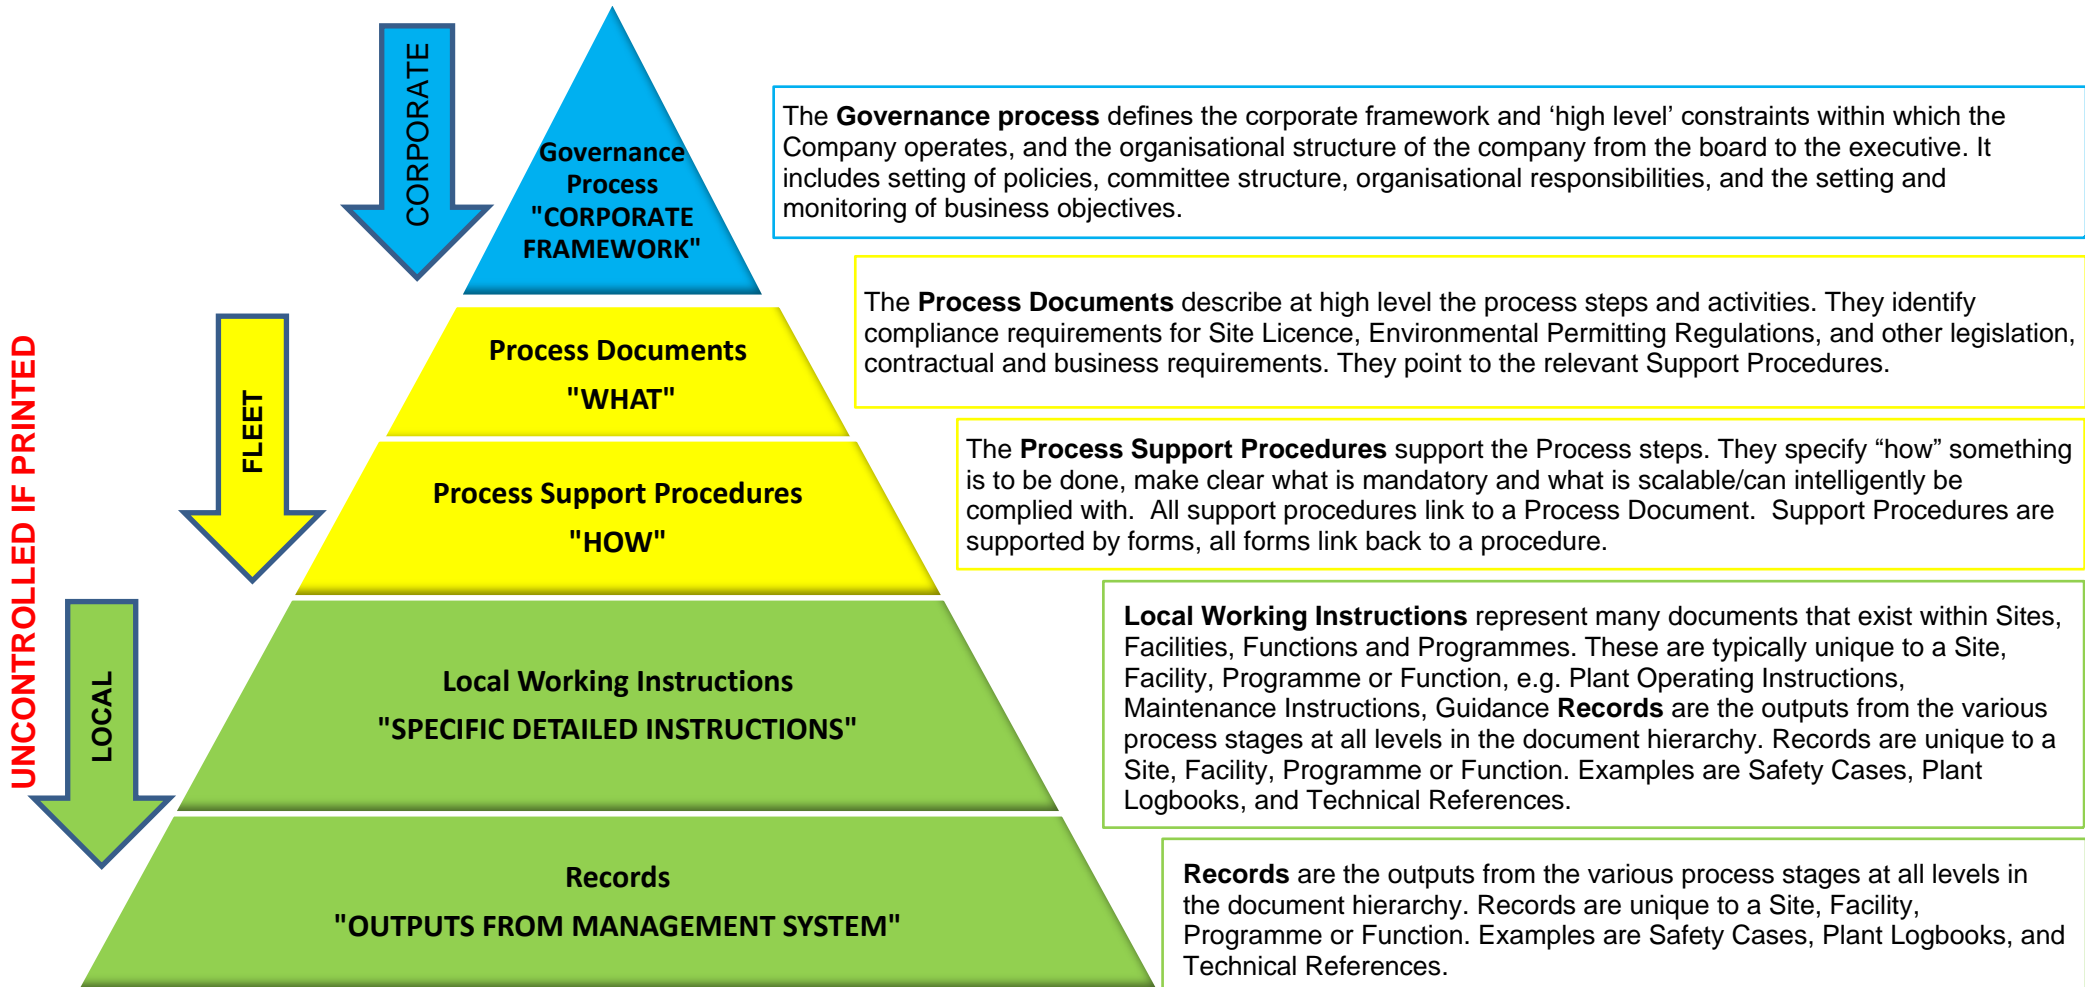 UNCONTROLLED IF PRINTED
CORPORATE
Governance
Process
"CORPORATE
FRAMEWORK"
The Governance process defines the corporate framework and ‘high level’ constraints within which the
Company operates, and the organisational structure of the company from the board to the executive. It
includes setting of policies, committee structure, organisational responsibilities, and the setting and
monitoring of business objectives.
FLEET
Process Documents
"WHAT"
The Process Documents describe at high level the process steps and activities. They identify
compliance requirements for Site Licence, Environmental Permitting Regulations, and other legislation,
contractual and business requirements. They point to the relevant Support Procedures.
Process Support Procedures
"HOW"
The Process Support Procedures support the Process steps. They specify “how” something
is to be done, make clear what is mandatory and what is scalable/can intelligently be
complied with.  All support procedures link to a Process Document.  Support Procedures are
supported by forms, all forms link back to a procedure.
LOCAL
Local Working Instructions
"SPECIFIC DETAILED INSTRUCTIONS"
Local Working Instructions represent many documents that exist within Sites,
Facilities, Functions and Programmes. These are typically unique to a Site,
Facility, Programme or Function, e.g. Plant Operating Instructions,
Maintenance Instructions, Guidance Records are the outputs from the various
process stages at all levels in the document hierarchy. Records are unique to a
Site, Facility, Programme or Function. Examples are Safety Cases, Plant
Logbooks, and Technical References.
Records
"OUTPUTS FROM MANAGEMENT SYSTEM"
Records are the outputs from the various process stages at all levels in
the document hierarchy. Records are unique to a Site, Facility,
Programme or Function. Examples are Safety Cases, Plant Logbooks, and
Technical References.